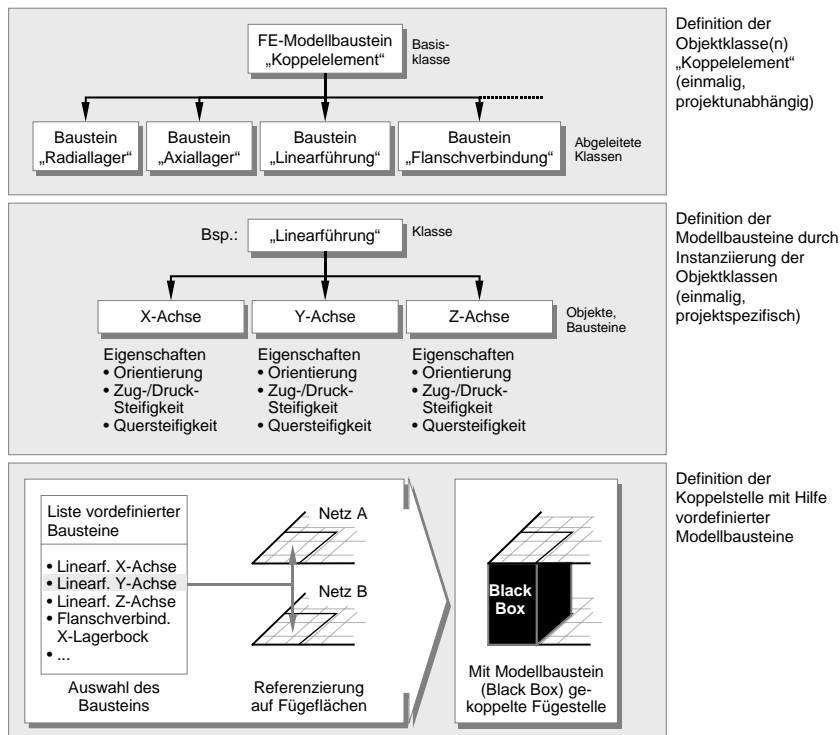 FE-Modellbaustein
„Koppelelement“
Basis-
klasse
Baustein
„Radiallager“
Baustein
„Axiallager“
Baustein
„Linearführung“
Baustein
„Flanschverbindung“
Abgeleitete
Klassen
Definition der
Objektklasse(n)
„Koppelelement“
(einmalig,
projektunabhängig)
Bsp.:
„Linearführung“
Klasse
X-Achse
Y-Achse
Z-Achse
Objekte,
Bausteine
Eigenschaften
• Orientierung
• Zug-/Druck-
Steifigkeit
• Quersteifigkeit
Eigenschaften
• Orientierung
• Zug-/Druck-
Steifigkeit
• Quersteifigkeit
Eigenschaften
• Orientierung
• Zug-/Druck-
Steifigkeit
• Quersteifigkeit
Definition der
Modellbausteine durch
Instanziierung der
Objektklassen
(einmalig,
projektspezifisch)
Liste vordefinierter
Bausteine
• Linearf. X-Achse
• Linearf. Y-Achse
• Linearf. Z-Achse
• Flanschverbind.
X-Lagerbock
• ...
Auswahl des
Bausteins
Netz A
Netz B
Referenzierung
auf Fügeflächen
Black
Box
Mit Modellbaustein
(Black Box) ge-
koppelte Fügestelle
Definition der
Koppelstelle mit Hilfe
vordefinierter
Modellbausteine